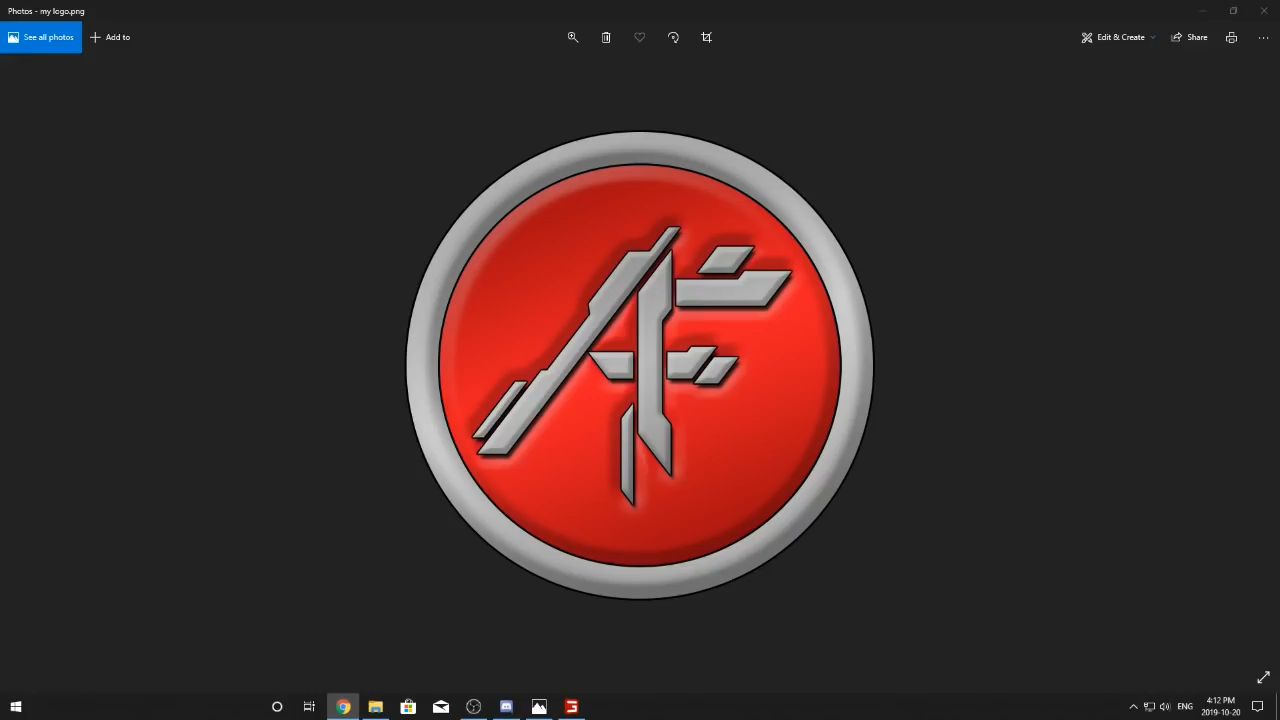 Photos - my logo.png
See all photos
Add to
Edit & Create
Share
AF
ENG
4:12 PM
2019-10-20